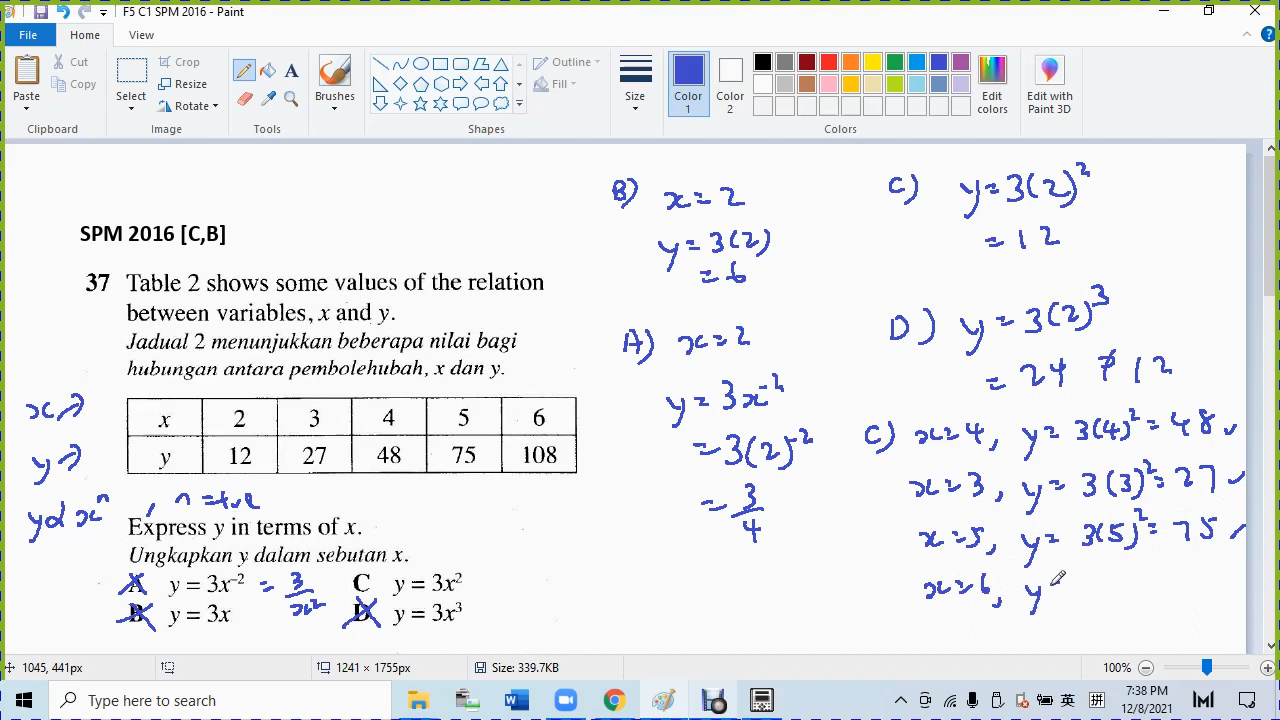 F5 C1 SPM 2016 - Paint
File Home View
Paste
Cut
Copy
Clipboard
Select
Crop
Resize
Rotate
Image
A
Tools
Brushes
Outline
Fill
Shapes
Size
Color 1
Color 2
Edit colors
Edit with Paint 3D
Colors
SPM 2016 [C,B]
37 Table 2 shows some values of the relation
between variables, x and y.
Jadual 2 menunjukkan beberapa nilai bagi
hubungan antara pembolehubah, x dan y.
x↗
y↗
x 2 3 4 5 6
y 12 27 48 75 108
y∝xⁿ, n=+ve
Express y in terms of x.
Ungkapkan y dalam sebutan x.
A y = 3x⁻² = 3/x²
B y = 3x
C y = 3x²
D y = 3x³
B) x=2
y=3(2)
=6
A) x=2
y=3x⁻²
=3(2)⁻²
=3/4
C) y=3(2)²
=12
D) y=3(2)³
=24 ≠12
C) x=4, y=3(4)²=48 ✓
x=3, y=3(3)²=27 ✓
x=5, y=3(5)²=75 ✓
x=6, y
1045, 441px
1241 × 1755px
Size: 339.7KB
100%
Type here to search
英
拼
7:38 PM
12/8/2021